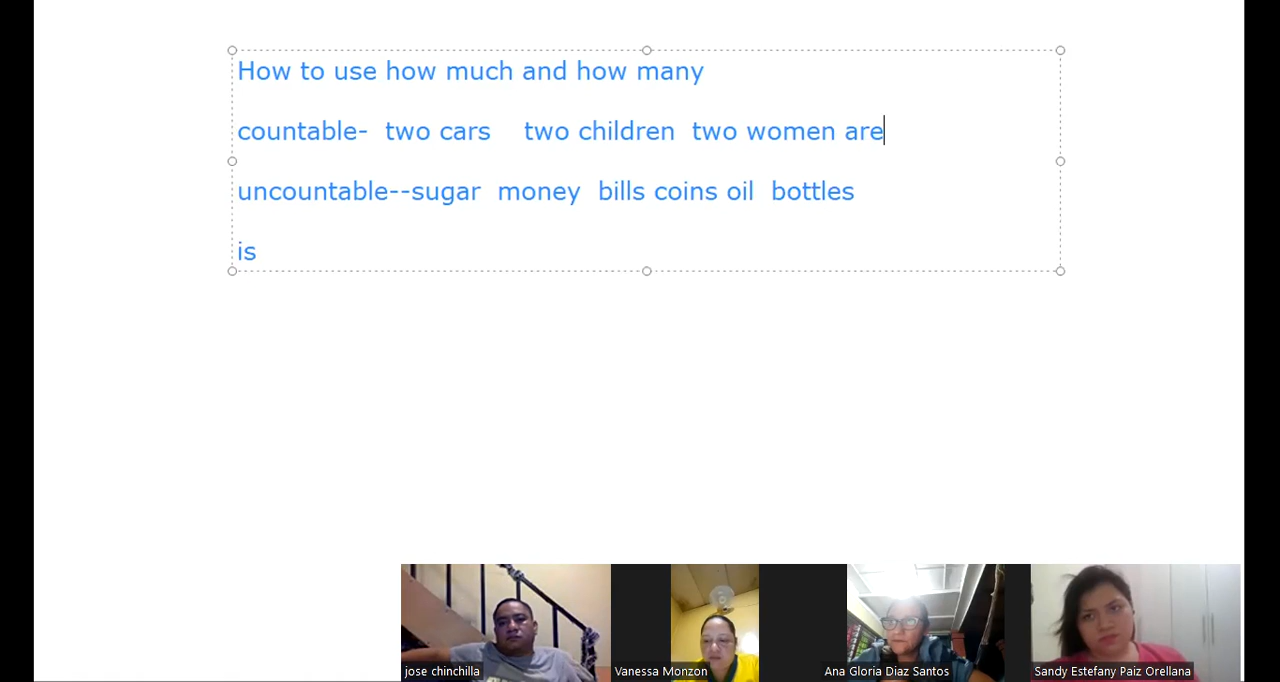 How to use how much and how many
countable-  two cars    two children  two women are
uncountable--sugar  money  bills coins oil  bottles
is
jose chinchilla
Vanessa Monzon
Ana Gloria Diaz Santos
Sandy Estefany Paiz Orellana